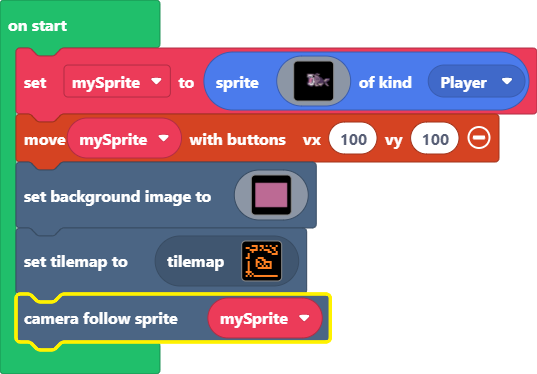 on start
set mySprite to sprite of kind Player
move mySprite with buttons vx 100 vy 100
set background image to
set tilemap to tilemap
camera follow sprite mySprite